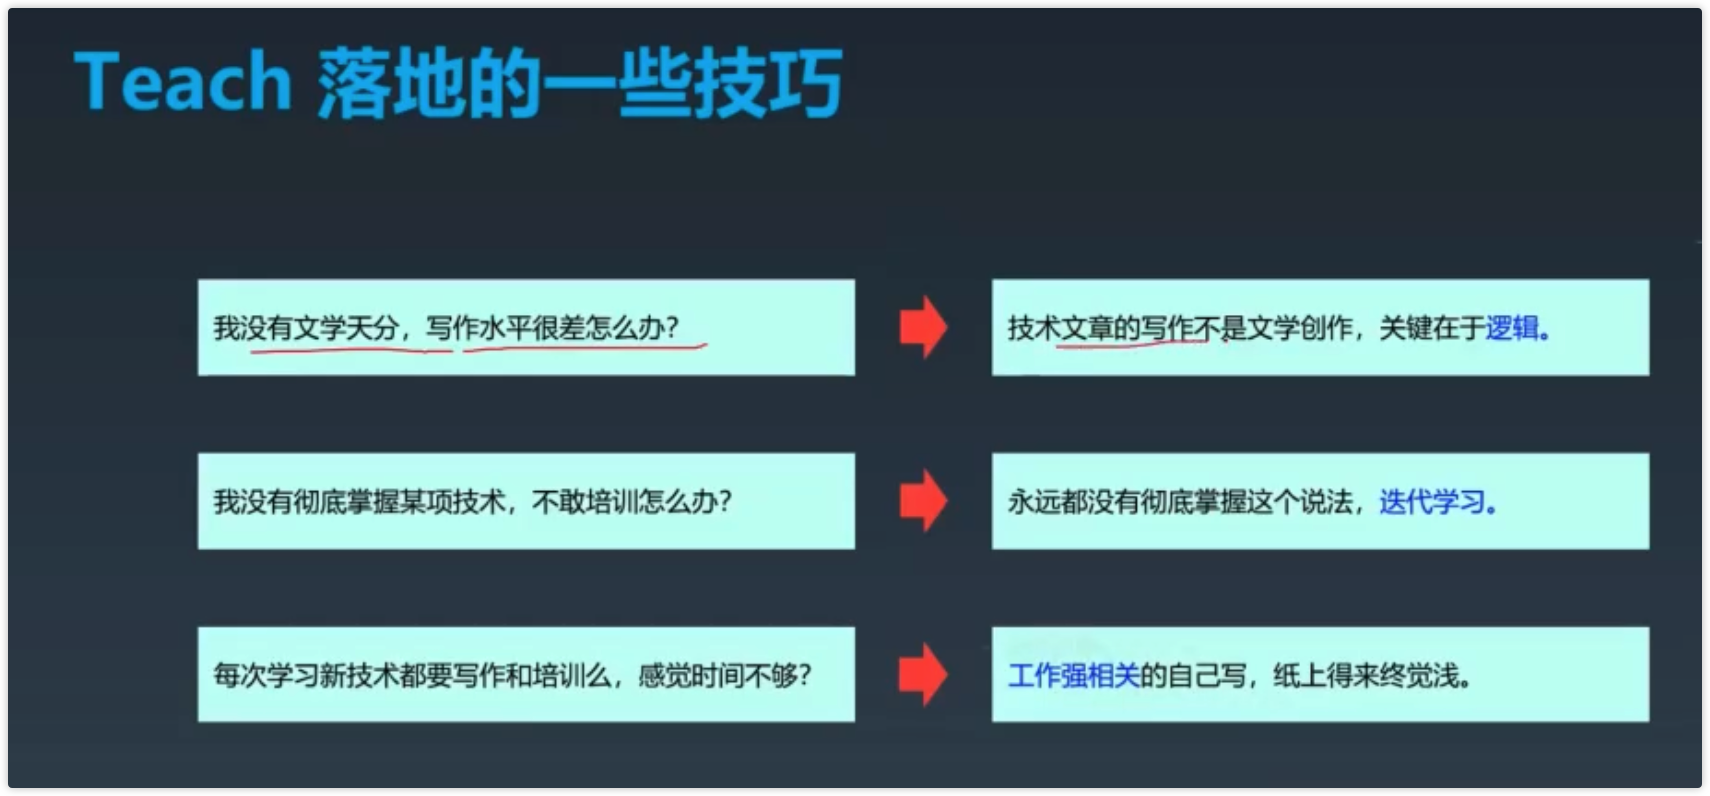 Teach 落地的一些技巧
我没有文学天分，写作水平很差怎么办？
技术文章的写作不是文学创作，关键在于逻辑。
我没有彻底掌握某项技术，不敢培训怎么办？
永远都没有彻底掌握这个说法，迭代学习。
每次学习新技术都要写作和培训么，感觉时间不够？
工作强相关的自己写，纸上得来终觉浅。